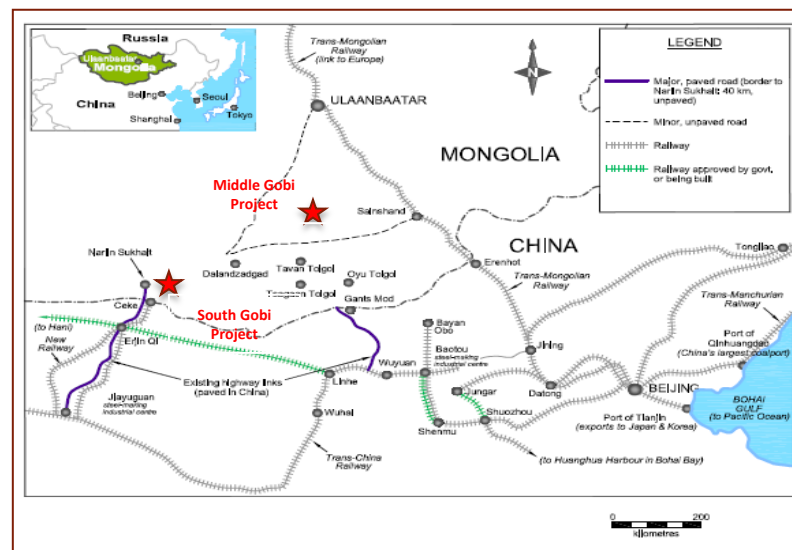 Russia
Ulaanbaatar
Mongolia
China
Beijing
Seoul
Shanghai
Tokyo
Trans-Mongolian
Railway
(link to Europe)
ULAANBAATAR
LEGEND
Major, paved road (border to
Nariin Sukhait: 40 km,
unpaved)
Minor, unpaved road
Railway
Railway approved by govt.
or being built
MONGOLIA
Middle Gobi
Project
Sainshand
CHINA
Nariin Sukhait
Dalandzadgad
Tavan Tolgoi
Oyu Tolgoi
Erenhot
Tongliao
Trans-Mongolian
Railway
Ceke
Tsagaan Tolgoi
Gants Mod
South Gobi
Project
(to Hami)
Ejin Qi
New
Railway
Bayan
Obo
Baotou
steel-making
industrial centre
Jining
Trans-Manchurian
Railway
Port of
Qinhuangdao
(China's largest coalport)
Existing highway links
(paved in China)
Wuyuan
Linhe
Jiayuguan
steel-making
industrial centre
Wuhai
Jungar
Datong
BEIJING
Shenmu
Shuozhou
Port of Tianjin
(exports to Japan & Korea)
BOHAI
GULF
(to Pacific Ocean)
Trans-China
Railway
(to Huanghua Harbour in Bohai Bay)
0
200
kilometres